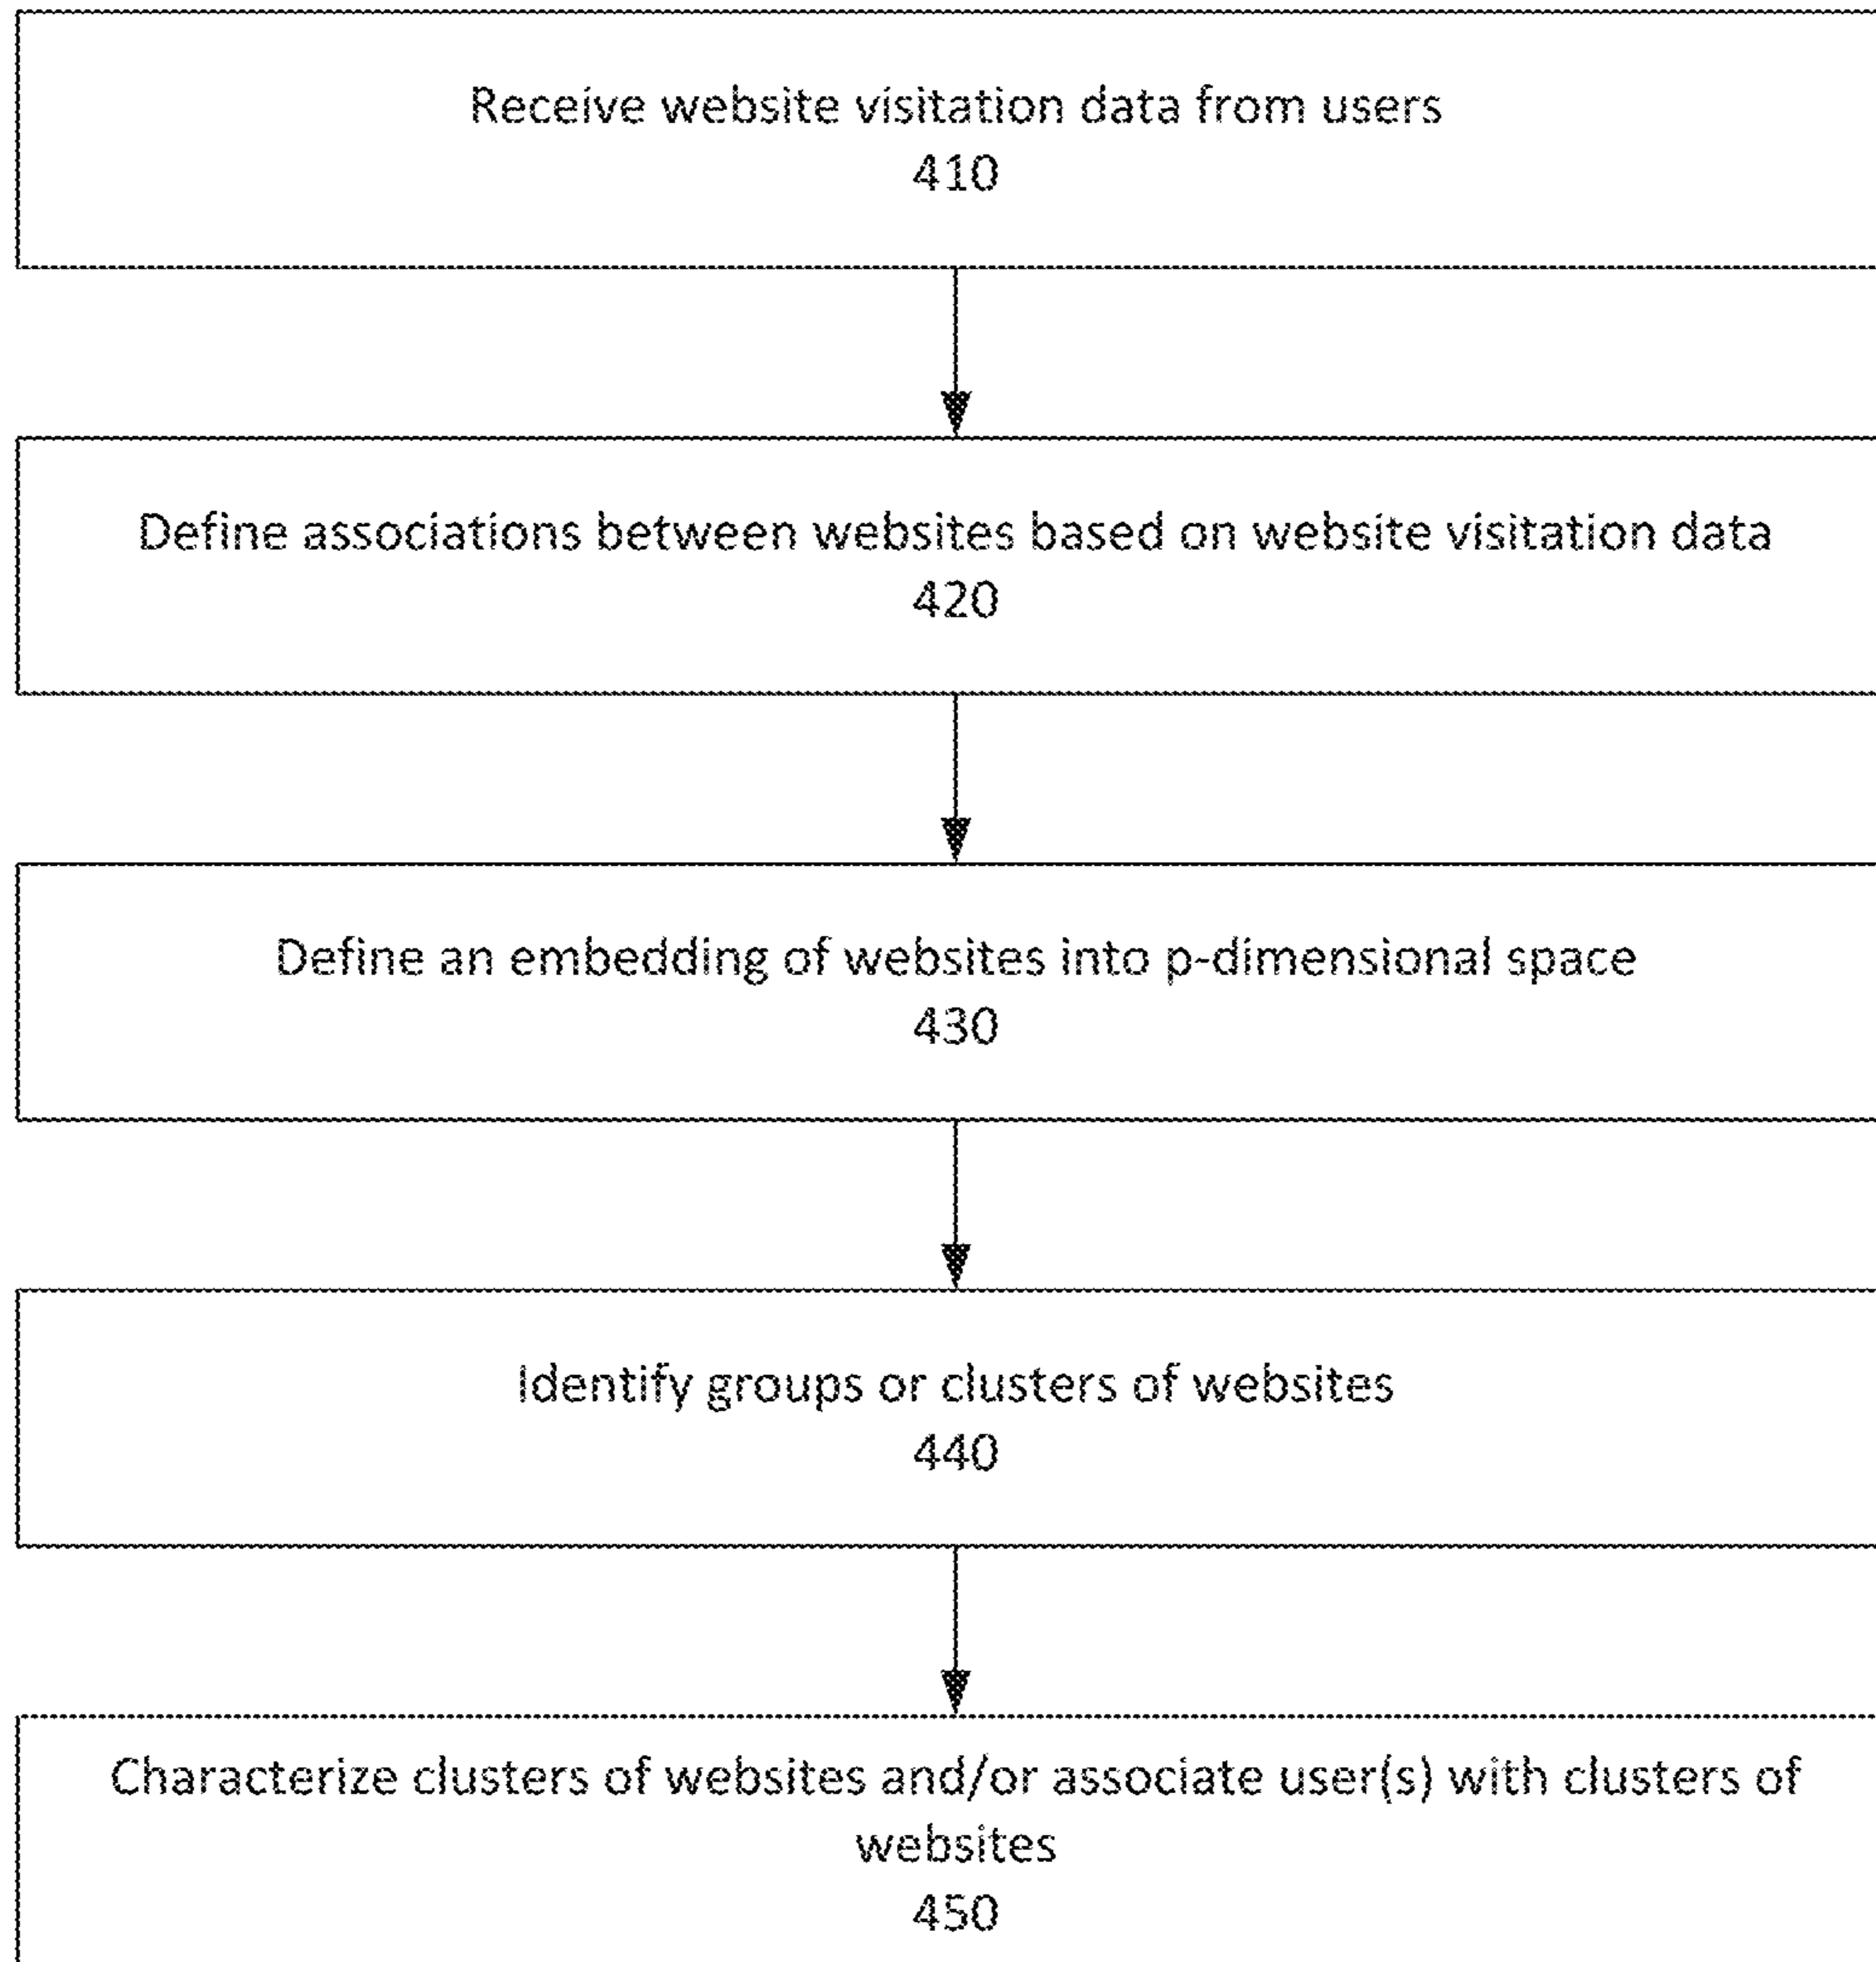 Receive website visitation data from users
410
Define associations between websites based on website visitation data
420
Define an embedding of websites into p-dimensional space
430
Identify groups or clusters of websites
440
Characterize clusters of websites and/or associate user(s) with clusters of
websites
450